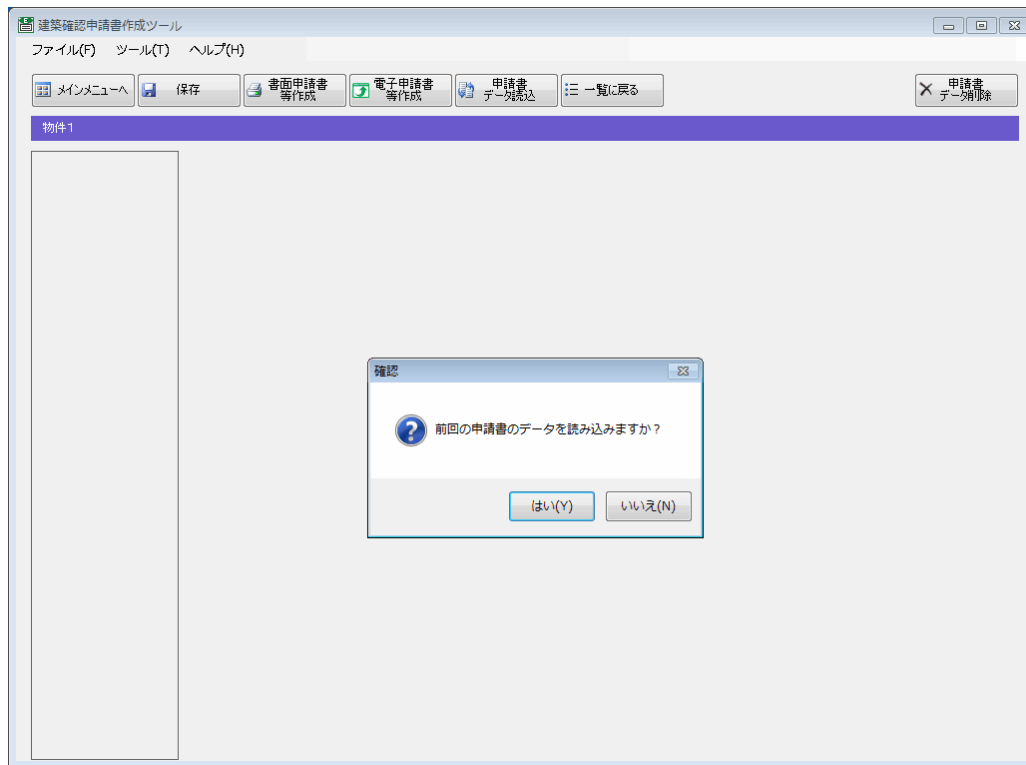 建築確認申請書作成ツール
ファイル(F) ツール(T) ヘルプ(H)
メインメニューへ
保存
書面申請書
等作成
電子申請書
等作成
申請書
データ読込
一覧に戻る
申請書
データ削除
物件1
確認
前回の申請書のデータを読み込みますか？
はい(Y) いいえ(N)